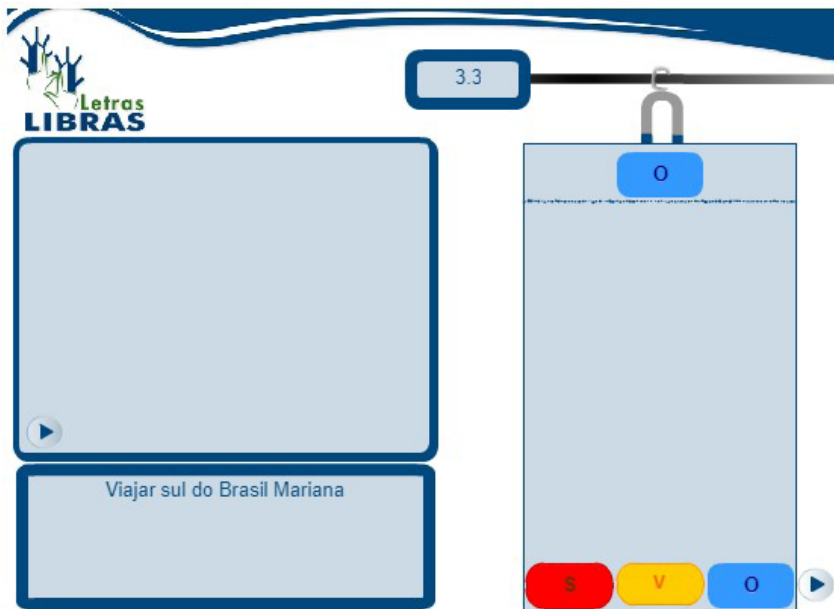 Letras
LIBRAS
3.3
O
Viajar sul do Brasil Mariana
S V O